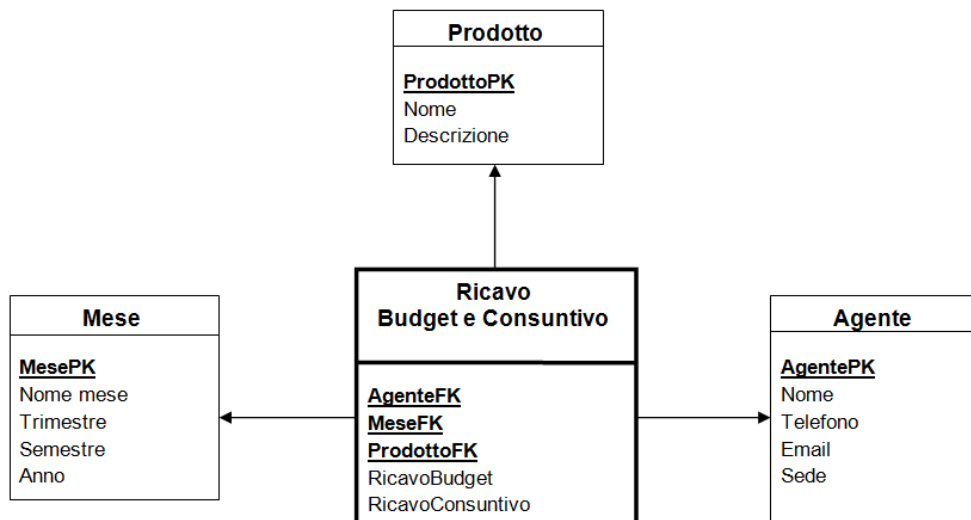 Prodotto
ProdottoPK
Nome
Descrizione
Ricavo
Budget e Consuntivo
AgenteFK
MeseFK
ProdottoFK
RicavoBudget
RicavoConsuntivo
Mese
MesePK
Nome mese
Trimestre
Semestre
Anno
Agente
AgentePK
Nome
Telefono
Email
Sede